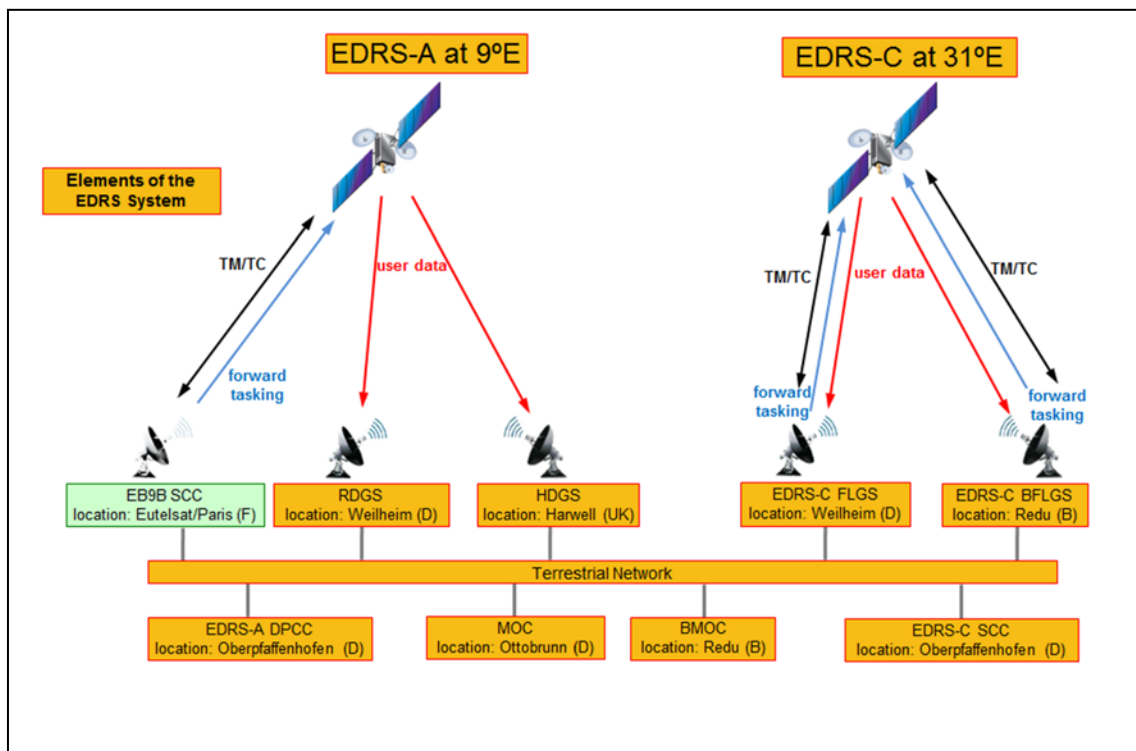 EDRS-A at 9ºE
EDRS-C at 31ºE
Elements of the
EDRS System
TM/TC
user data
forward
tasking
TM/TC
user data
TM/TC
forward
tasking
forward
tasking
EB9B SCC
location: Eutelsat/Paris (F)
RDGS
location: Weilheim (D)
HDGS
location: Harwell (UK)
EDRS-C FLGS
location: Weilheim (D)
EDRS-C BFLGS
location: Redu (B)
Terrestrial Network
EDRS-A DPCC
location: Oberpfaffenhofen (D)
MOC
location: Ottobrunn (D)
BMOC
location: Redu (B)
EDRS-C SCC
location: Oberpfaffenhofen (D)